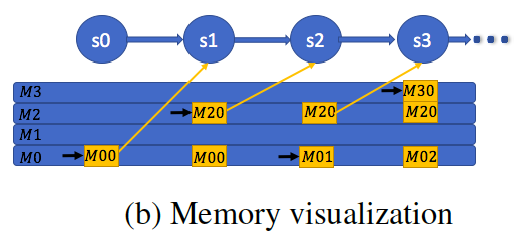 s0 s1 s2 s3
M3 M30
M2 M20 M20 M20
M1
M0 M00 M00 M01 M02
(b) Memory visualization